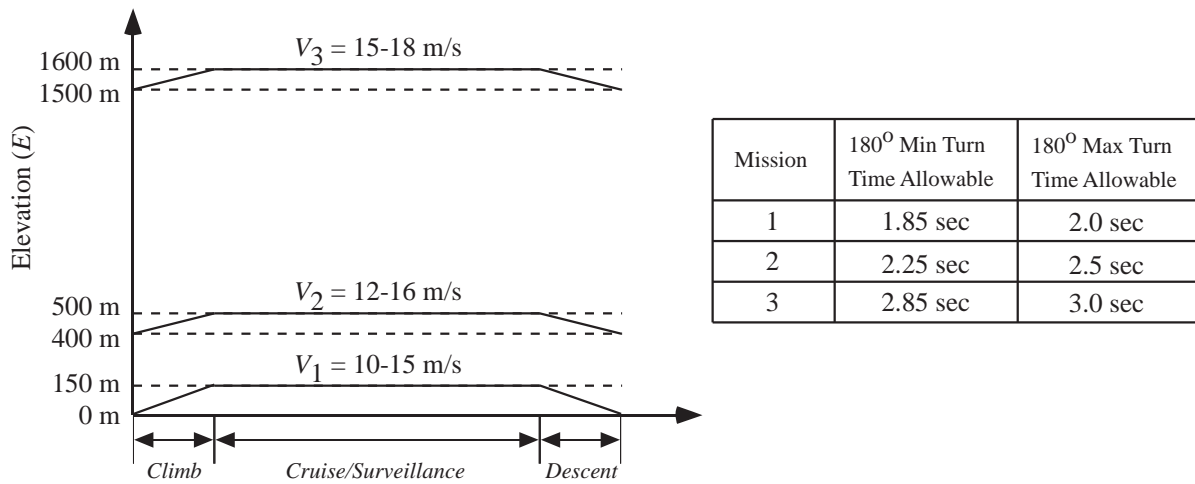 Elevation (E)
1600 m
1500 m
500 m
400 m
150 m
0 m
V3 = 15-18 m/s
V2 = 12-16 m/s
V1 = 10-15 m/s
Climb
Cruise/Surveillance
Descent
Mission
180o Min Turn
Time Allowable
180o Max Turn
Time Allowable
1 1.85 sec 2.0 sec
2 2.25 sec 2.5 sec
3 2.85 sec 3.0 sec